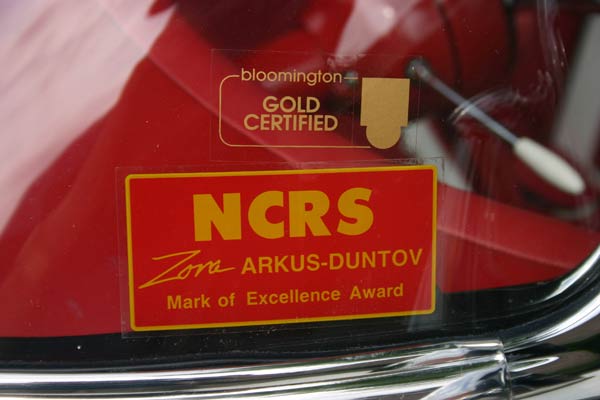 bloomington
GOLD
CERTIFIED
NCRS
Zora ARKUS-DUNTOV
Mark of Excellence Award